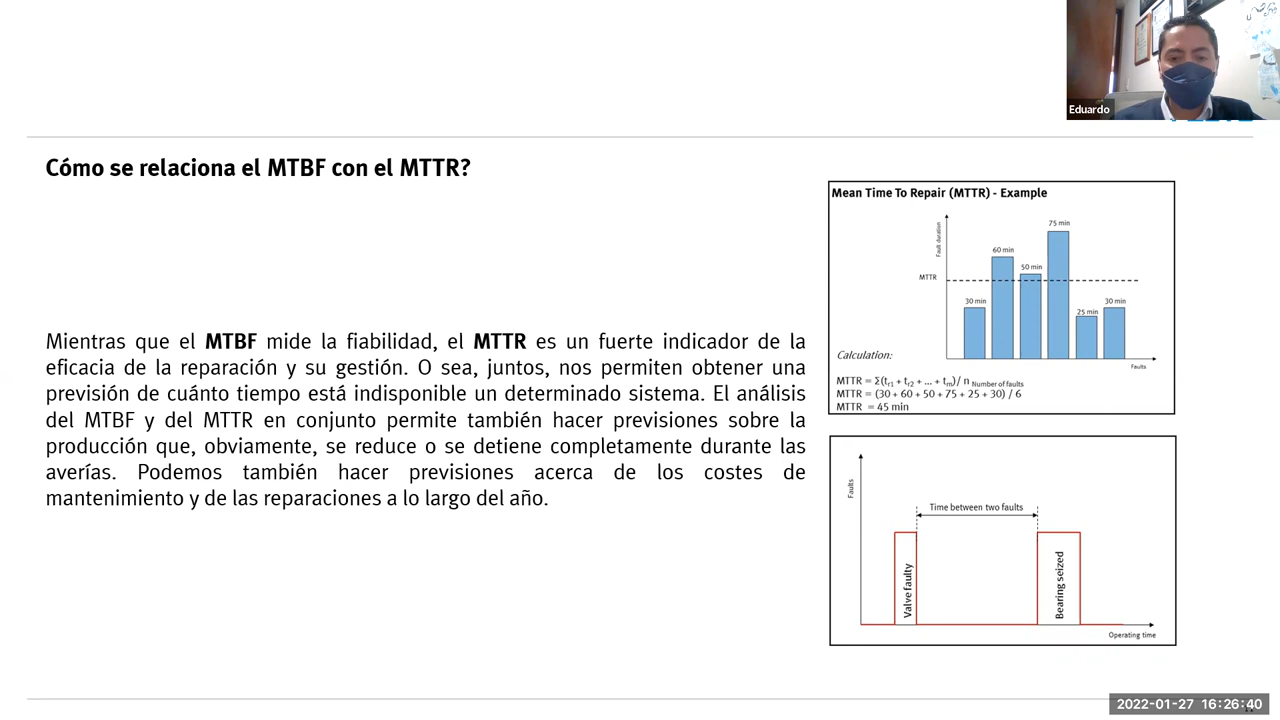 Eduardo
Cómo se relaciona el MTBF con el MTTR?
Mientras que el MTBF mide la fiabilidad, el MTTR es un fuerte indicador de la
eficacia de la reparación y su gestión. O sea, juntos, nos permiten obtener una
previsión de cuánto tiempo está indisponible un determinado sistema. El análisis
del MTBF y del MTTR en conjunto permite también hacer previsiones sobre la
producción que, obviamente, se reduce o se detiene completamente durante las
averías. Podemos también hacer previsiones acerca de los costes de
mantenimiento y de las reparaciones a lo largo del año.
Mean Time To Repair (MTTR) - Example
Fault duration
75 min
60 min
50 min
MTTR
30 min
25 min
30 min
Faults
Calculation:
MTTR = Σ(tr1 + tr2 + ... + trn)/ n Number of faults
MTTR = (30 + 60 + 50 + 75 + 25 + 30) / 6
MTTR = 45 min
Faults
Time between two faults
Valve faulty
Bearing seized
Operating time
2022-01-27 16:26:40